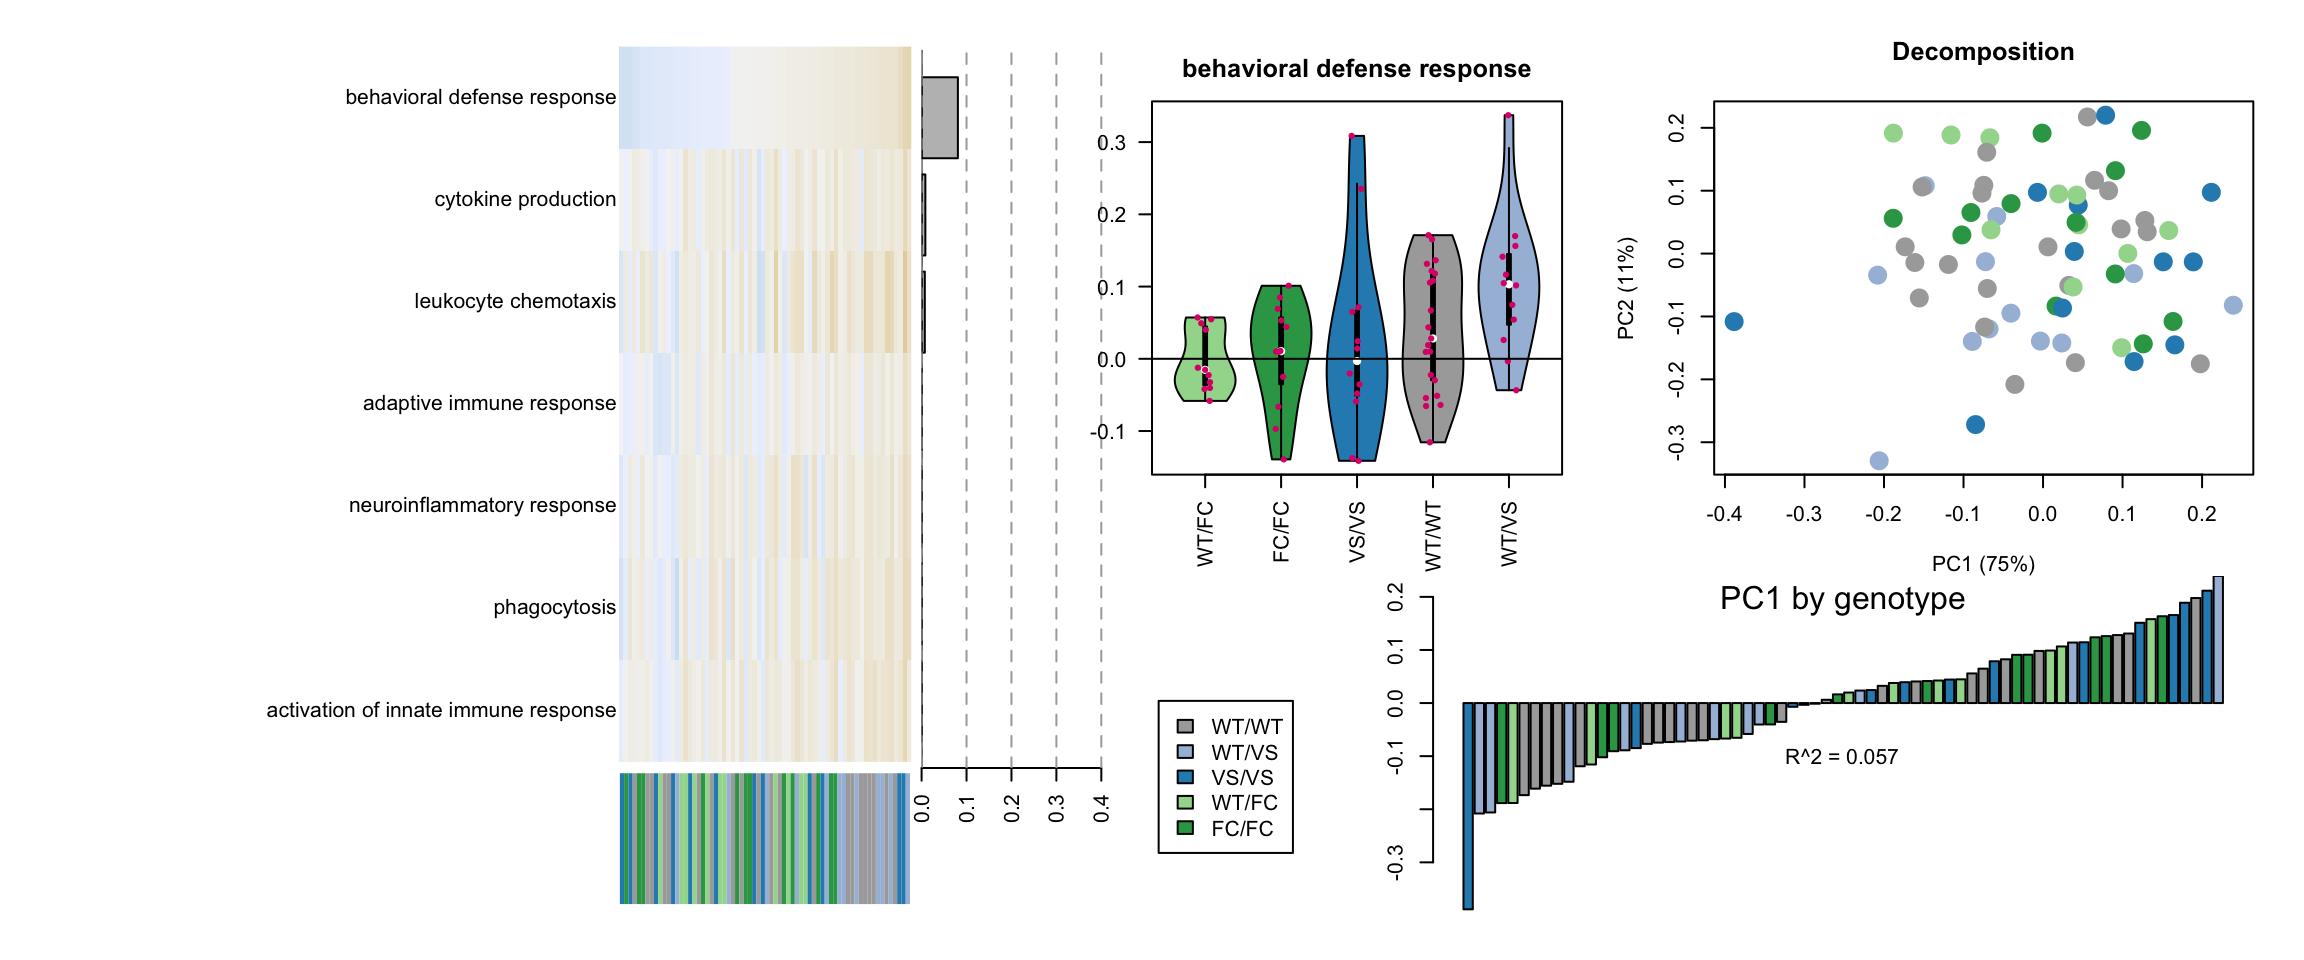 behavioral defense response
cytokine production
leukocyte chemotaxis
adaptive immune response
neuroinflammatory response
phagocytosis
activation of innate immune response
0.0
0.1
0.2
0.3
0.4
behavioral defense response
0.3
0.2
0.1
0.0
-0.1
WT/FC
FC/FC
VS/VS
WT/WT
WT/VS
Decomposition
PC2 (11%)
0.2
0.1
0.0
-0.1
-0.2
-0.3
-0.4
-0.3
-0.2
-0.1
0.0
0.1
0.2
PC1 (75%)
WT/WT
WT/VS
VS/VS
WT/FC
FC/FC
PC1 by genotype
0.2
0.1
0.0
-0.1
-0.3
R^2 = 0.057